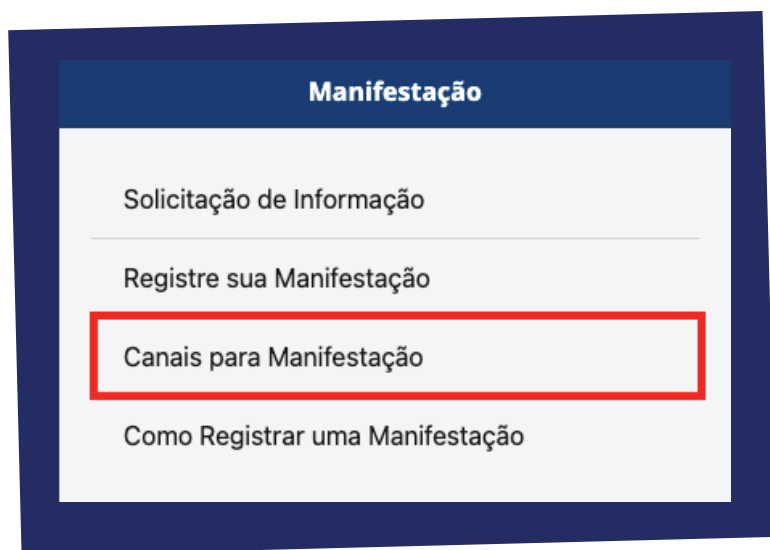 Manifestação
Solicitação de Informação
Registre sua Manifestação
Canais para Manifestação
Como Registrar uma Manifestação